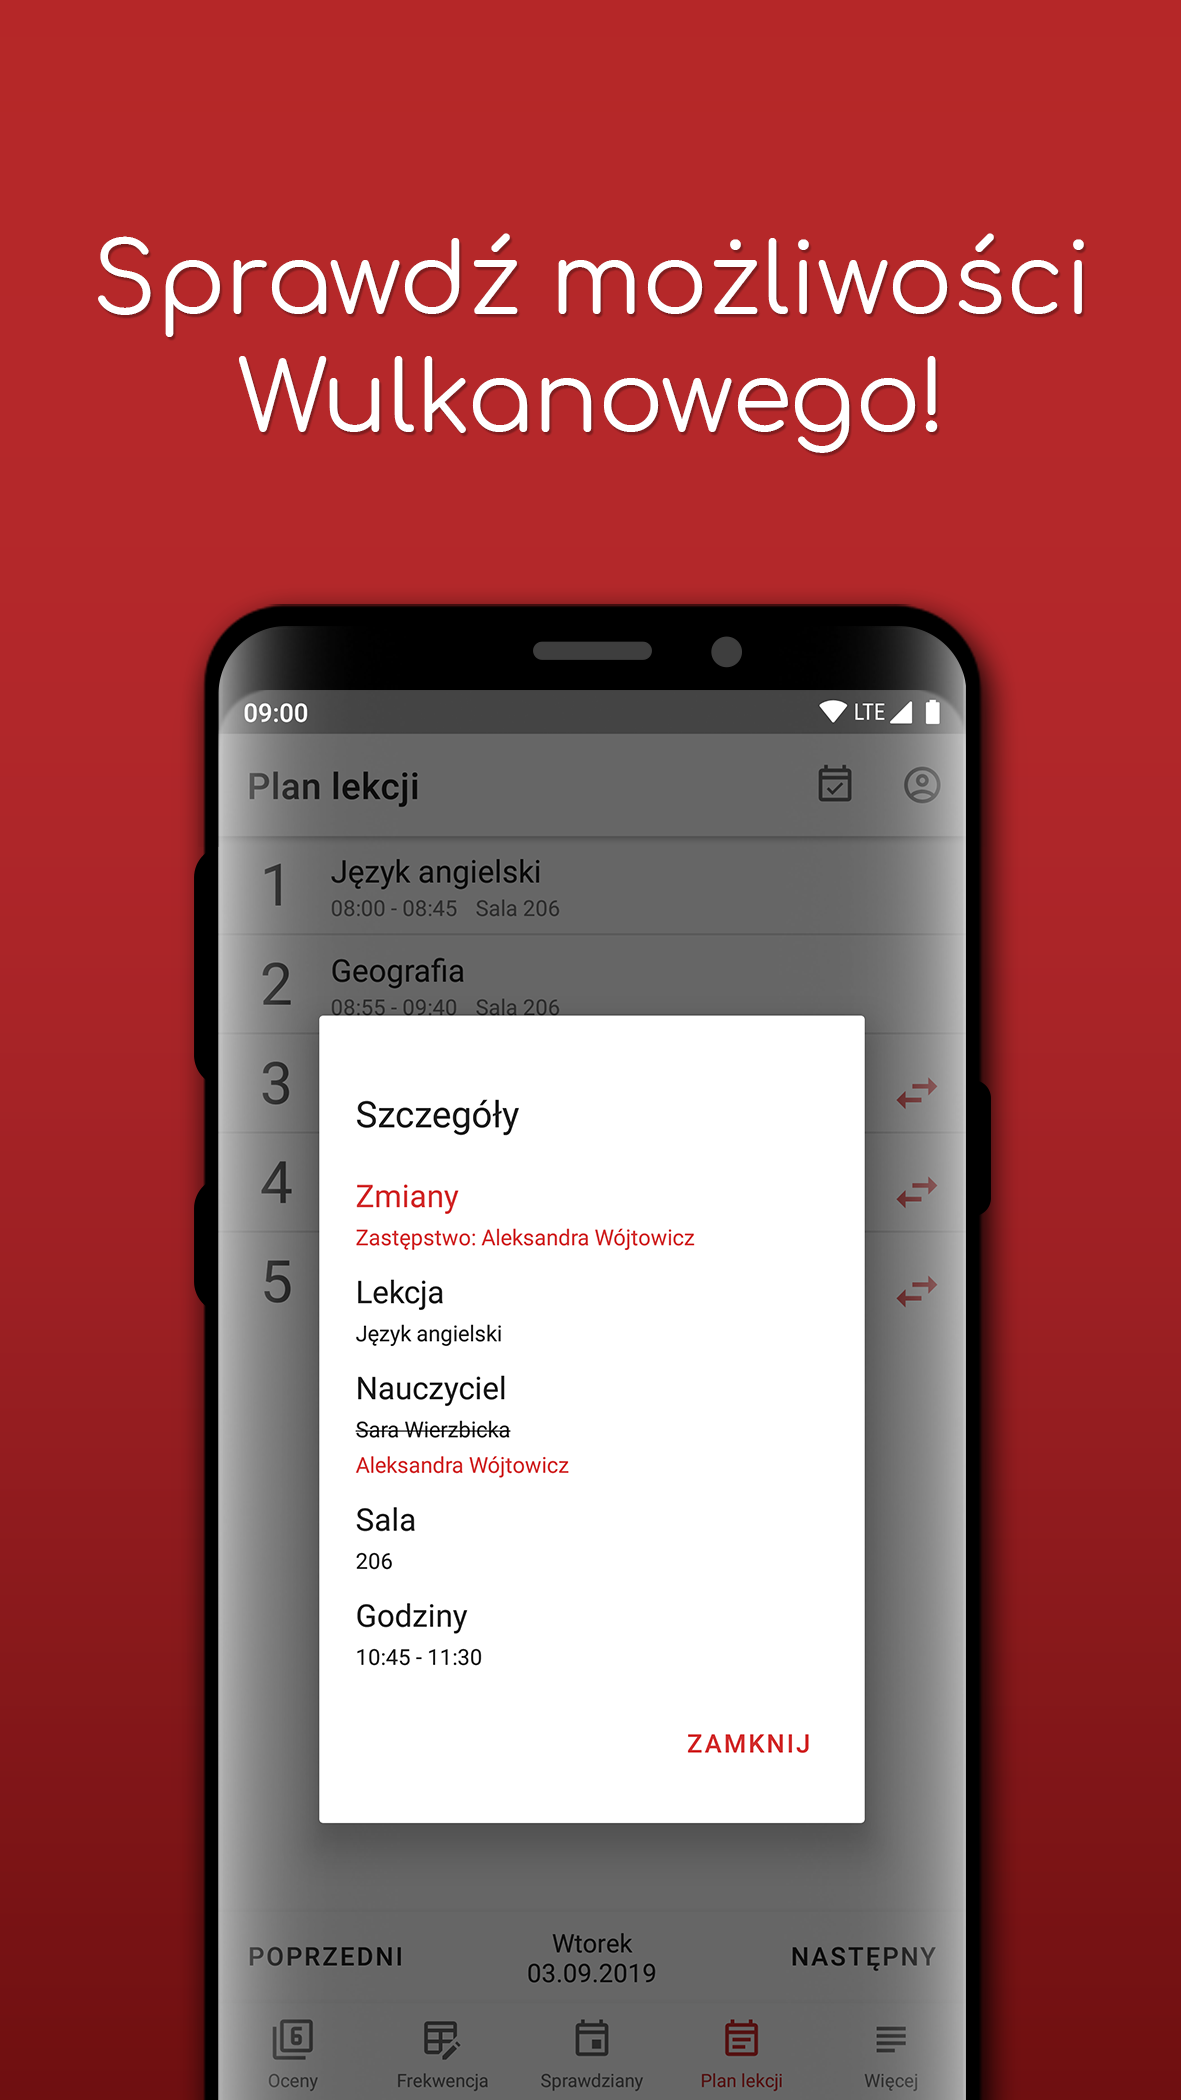 Sprawdź możliwości
Wulkanowego!
09:00 LTE
Plan lekcji
1 Język angielski
08:00 - 08:45 Sala 206
2 Geografia
08:55 - 09:40 Sala 206
3
4
5
Szczegóły
Zmiany
Zastępstwo: Aleksandra Wójtowicz
Lekcja
Język angielski
Nauczyciel
Sara Wierzbicka
Aleksandra Wójtowicz
Sala
206
Godziny
10:45 - 11:30
ZAMKNIJ
POPRZEDNI Wtorek NASTĘPNY
03.09.2019
6
Oceny Frekwencja Sprawdziany Plan lekcji Więcej